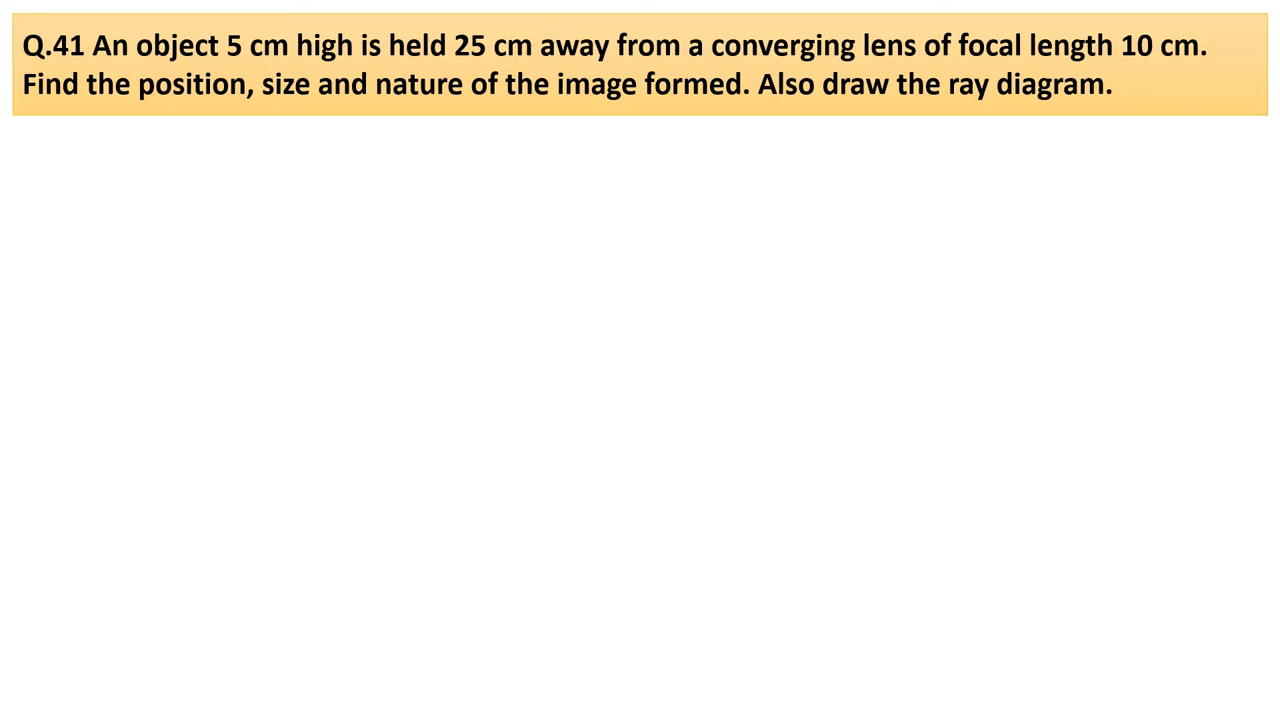 Q.41 An object 5 cm high is held 25 cm away from a converging lens of focal length 10 cm.
Find the position, size and nature of the image formed. Also draw the ray diagram.